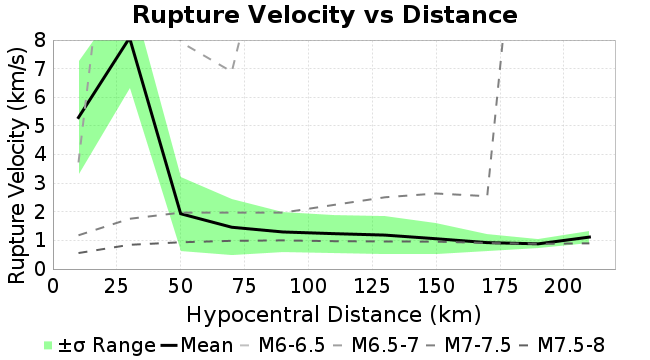 Rupture Velocity vs Distance
Rupture Velocity (km/s)
8
7
6
5
4
3
2
1
0
0 25 50 75 100 125 150 175 200
Hypocentral Distance (km)
±σ Range Mean M6-6.5 M6.5-7 M7-7.5 M7.5-8